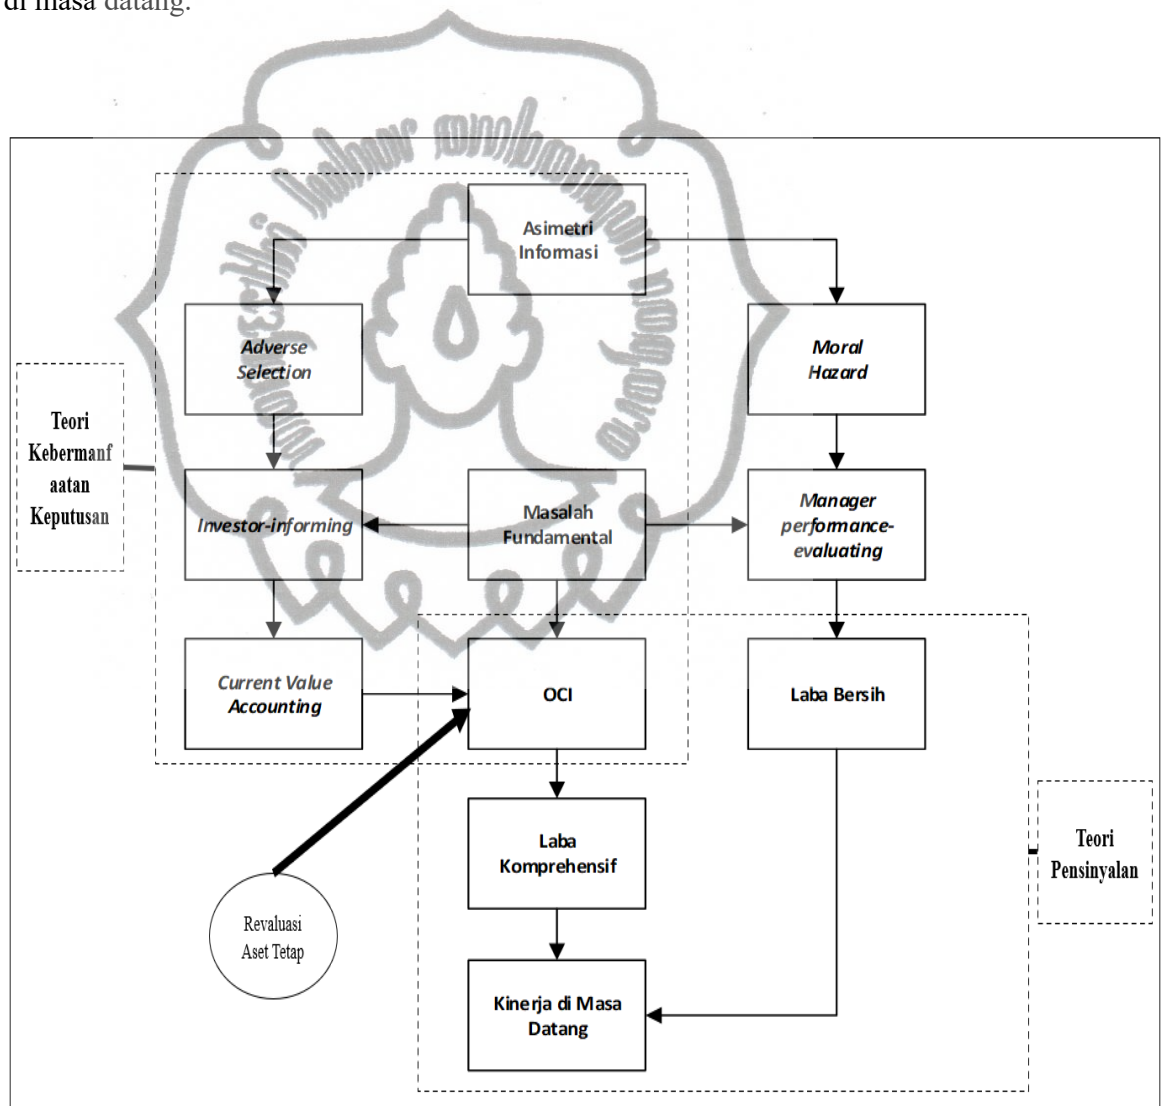 di masa datang.
Asimetri
Informasi
Adverse
Selection
Moral
Hazard
Teori
Kebermanf
aatan
Keputusan
Investor-informing
Masalah
Fundamental
Manager
performance-
evaluating
Current Value
Accounting
OCI
Laba Bersih
Laba
Komprehensif
Teori
Pensinyalan
Revaluasi
Aset Tetap
Kinerja di Masa
Datang